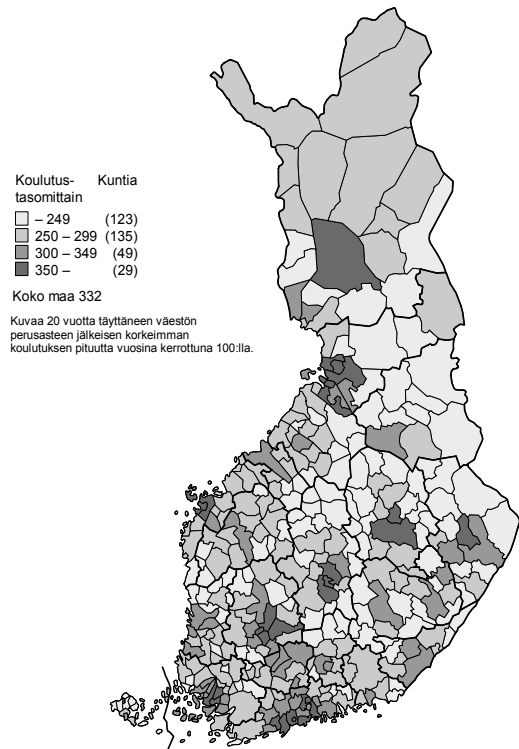 Koulutus- Kuntia
tasomittain
– 249 (123)
250 – 299 (135)
300 – 349 (49)
350 – (29)
Koko maa 332
Kuvaa 20 vuotta täyttäneen väestön
perusasteen jälkeisen korkeimman
koulutuksen pituutta vuosina kerrottuna 100:lla.